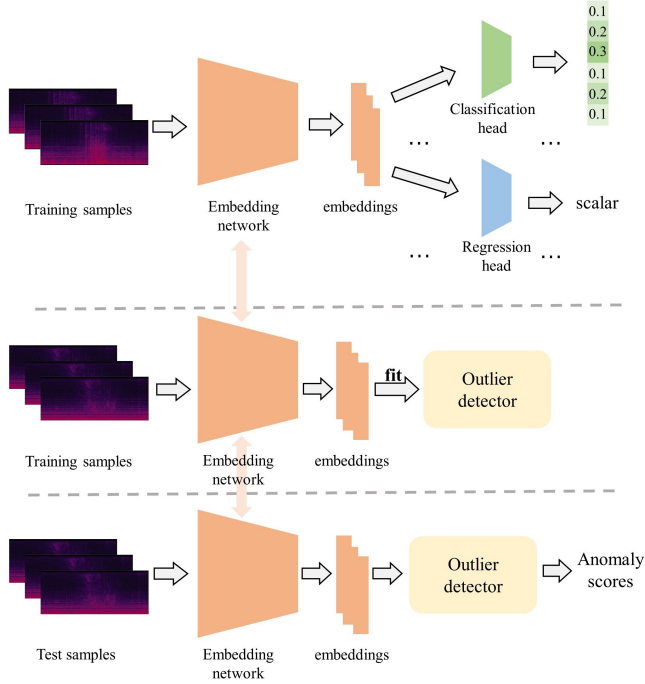 0.1
0.2
0.3
0.1
0.2
0.1
Classification
head
...
...
Training samples
Embedding
network
embeddings
scalar
Regression
head
...
...
fit
Outlier
detector
Training samples
Embedding
network
embeddings
Outlier
detector
Anomaly
scores
Test samples
Embedding
network
embeddings